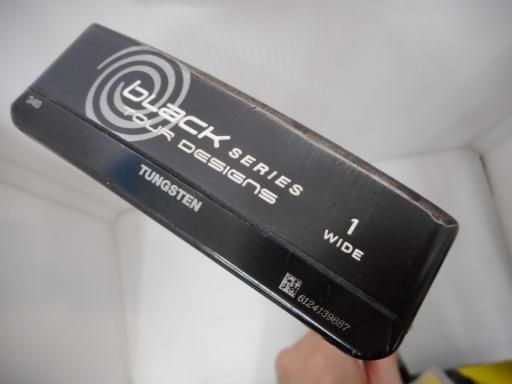 340
black SERIES
TOUR DESIGNS
TUNGSTEN
1
WIDE
6124139887